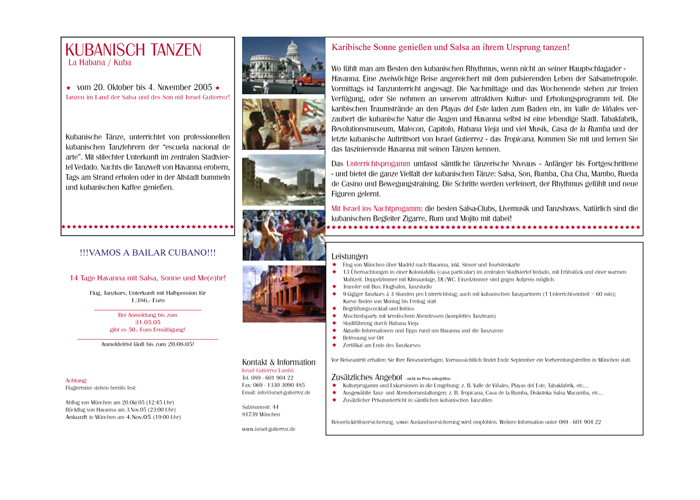 KUBANISCH TANZEN
La Habana / Kuba
★ vom 20. Oktober bis 4. November 2005 ★
Tanzen im Land der Salsa und des Son mit Israel Gutierrez!
Kubanische Tänze, unterrichtet von professionellen
kubanischen Tanzlehrern der "escuela nacional de
arte". Mit stilechter Unterkunft im zentralen Stadtvier-
tel Vedado. Nachts die Tanzwelt von Havanna erobern,
Tags am Strand erholen oder in der Altstadt bummeln
und kubanischen Kaffee genießen.
!!!VAMOS A BAILAR CUBANO!!!
14 Tage Havanna mit Salsa, Sonne und Me(e)hr!
Flug, Tanzkurs, Unterkunft mit Halbpension für
1.386,- Euro
Bei Anmeldung bis zum
31.05.05
gibt es 50,- Euro Ermäßigung!
Anmeldefrist läuft bis zum 20.08.05!
Achtung:
Flugtermine stehen bereits fest:
Abflug von München am 20.Okt.05 (12:45 Uhr)
Rückflug von Havanna am 3.Nov.05 (23:00 Uhr)
Ankunft in München am 4.Nov.05 (19:00 Uhr)
Kontakt & Information
Israel Gutierrez Lambó
Tel. 089 - 601 904 22
Fax: 069 - 1330 3090 485
Email: info@israel-gutierrez.de
Salzmannstr. 44
81739 München
www.israel-gutierrez.de
Karibische Sonne genießen und Salsa an ihrem Ursprung tanzen!
Wo fühlt man am Besten den kubanischen Rhythmus, wenn nicht an seiner Hauptschlagader -
Havanna. Eine zweiwöchige Reise angereichert mit dem pulsierenden Leben der Salsametropole.
Vormittags ist Tanzunterricht angesagt. Die Nachmittage und das Wochenende stehen zur freien
Verfügung, oder Sie nehmen an unserem attraktiven Kultur- und Erholungsprogramm teil. Die
karibischen Traumstrände an den Playas del Este laden zum Baden ein, im Valle de Viñales ver-
zaubert die kubanische Natur die Augen und Havanna selbst ist eine lebendige Stadt. Tabakfabrik,
Revolutionsmuseum, Malecon, Capitolo, Habana Vieja und viel Musik, Casa de la Rumba und der
letzte kubanische Auftrittsort von Israel Gutierrez - das Tropicana. Kommen Sie mit und lernen Sie
das faszinierende Havanna mit seinen Tänzen kennen.
Das Unterrichtsprogamm umfasst sämtliche tänzerische Niveaus - Anfänger bis Fortgeschrittene
- und bietet die ganze Vielfalt der kubanischen Tänze: Salsa, Son, Rumba, Cha Cha, Mambo, Rueda
de Casino und Bewegungstraining. Die Schritte werden verfeinert, der Rhythmus gefühlt und neue
Figuren gelernt.
Mit Israel ins Nachtprogamm: die besten Salsa-Clubs, Livemusik und Tanzshows. Natürlich sind die
kubanischen Begleiter Zigarre, Rum und Mojito mit dabei!
Leistungen
★ Flug von München über Madrid nach Havanna, inkl. Steuer und Touristenkarte
★ 13 Übernachtungen in einer Kolonialvilla (casa particular) im zentralen Stadtviertel Vedado, mit Frühstück und einer warmen
Mahlzeit. Doppelzimmer mit Klimaanlage, DU/WC. Einzelzimmer sind gegen Aufpreis möglich.
★ Transfer mit Bus: Flughafen, Tanzstudio
★ 9-tägiger Tanzkurs à 3 Stunden pro Unterrichtstag; auch mit kubanischen Tanzpartnern (1 Unterrichtseinheit = 60 min);
Kurse finden von Montag bis Freitag statt
★ Begrüßungscocktail und Imbiss
★ Abschiedsparty mit kreolischem Abendessen (komplettes Tanzteam)
★ Stadtführung durch Habana Vieja
★ Aktuelle Informationen und Tipps rund um Havanna und die Tanzszene
★ Betreuung vor Ort
★ Zertifikat am Ende des Tanzkurses
Vor Reiseantritt erhalten Sie Ihre Reiseunterlagen. Voraussichtlich findet Ende September ein Vorbereitungstreffen in München statt.
Zusätzliches Angebot - nicht im Preis inbegriffen
★ Kulturprogamm und Exkursionen in die Umgebung: z. B. Valle de Viñales, Playas del Este, Tabakfabrik, etc....
★ Ausgewählte Tanz- und Abendveranstaltungen: z. B. Tropicana, Casa de la Rumba, Diskoteka Salsa Macumba, etc...
★ Zusätzlicher Privatunterricht in sämtlichen kubanischen Tanzstilen
Reiserücktrittsversicherung, sowie Auslandsversicherung wird empfohlen. Weitere Information unter 089 - 601 904 22